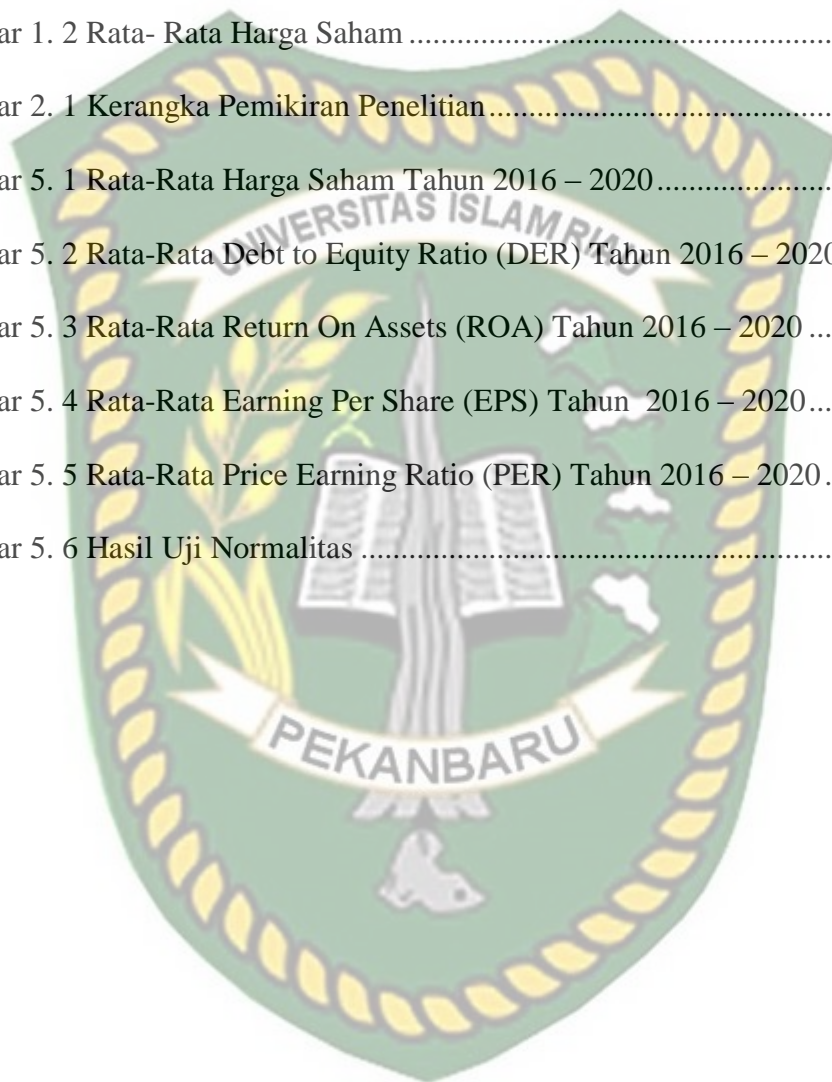 ar 1. 2 Rata- Rata Harga Saham ....................................................
ar 2. 1 Kerangka Pemikiran Penelitian..........................................
ar 5. 1 Rata-Rata Harga Saham Tahun 2016 – 2020.....................
UNIVERSITAS ISLAM RIAU
ar 5. 2 Rata-Rata Debt to Equity Ratio (DER) Tahun 2016 – 2020
ar 5. 3 Rata-Rata Return On Assets (ROA) Tahun 2016 – 2020 ...
ar 5. 4 Rata-Rata Earning Per Share (EPS) Tahun  2016 – 2020...
ar 5. 5 Rata-Rata Price Earning Ratio (PER) Tahun 2016 – 2020.
ar 5. 6 Hasil Uji Normalitas ..........................................................
PEKANBARU